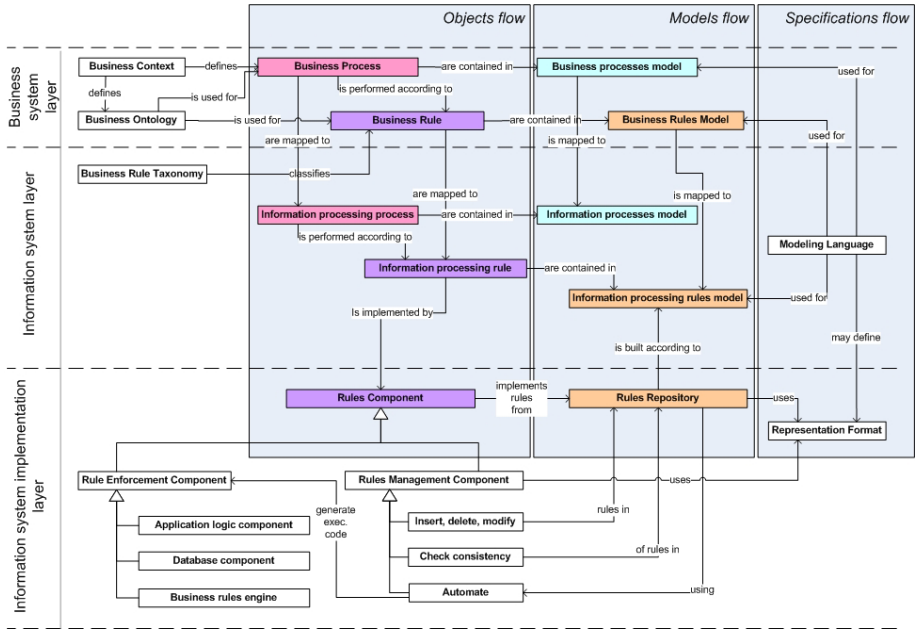 Objects flow
Models flow
Specifications flow
Business
system
layer
Business Context
defines
Business Process
are contained in
Business processes model
used for
defines
is used for
is performed according to
Business Ontology
is used for
Business Rule
are contained in
Business Rules Model
used for
are mapped to
is mapped to
Information system layer
Business Rule Taxonomy
classifies
are mapped to
is mapped to
Information processing process
are contained in
Information processes model
is performed according to
Modeling Language
Information processing rule
are contained in
Information processing rules model
used for
Is implemented by
may define
is built according to
Information system implementation
layer
Rules Component
implements
rules
from
Rules Repository
uses
Representation Format
Rule Enforcement Component
Rules Management Component
uses
generate
exec.
code
Application logic component
Insert, delete, modify
rules in
Database component
Check consistency
of rules in
Business rules engine
Automate
using